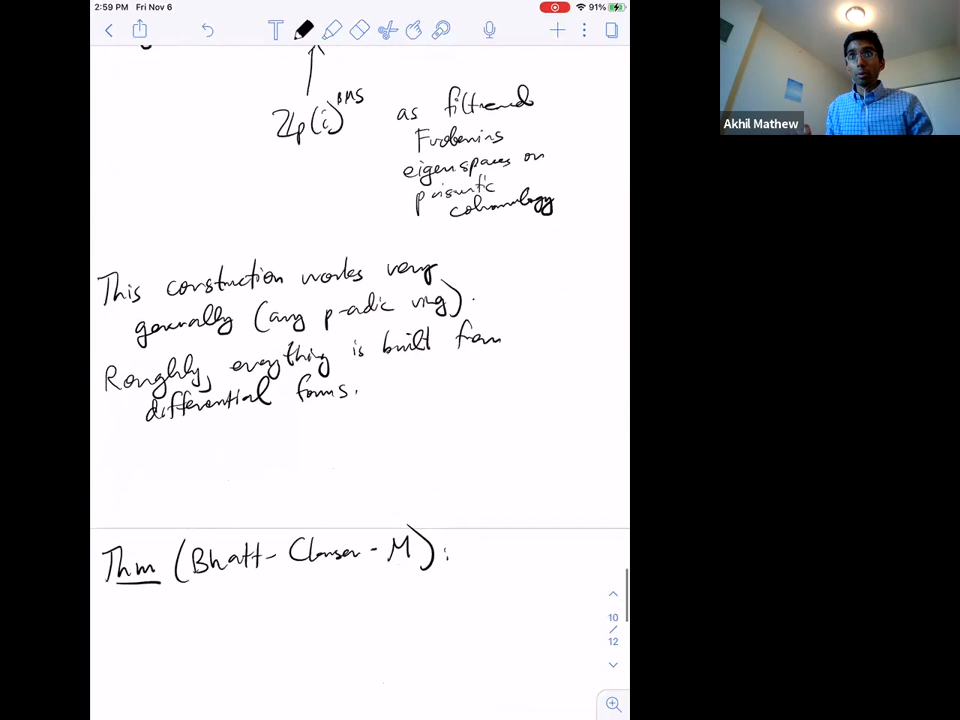 2:59 PM Fri Nov 6
91%
Akhil Mathew
Zp(i)^BMS as filtered
Frobenius
eigenspaces on
prismatic
cohomology
This construction works very
generally (any p-adic ring).
Roughly, everything is built from
differential forms.
Thm (Bhatt-Clausen-M):
10
/
12